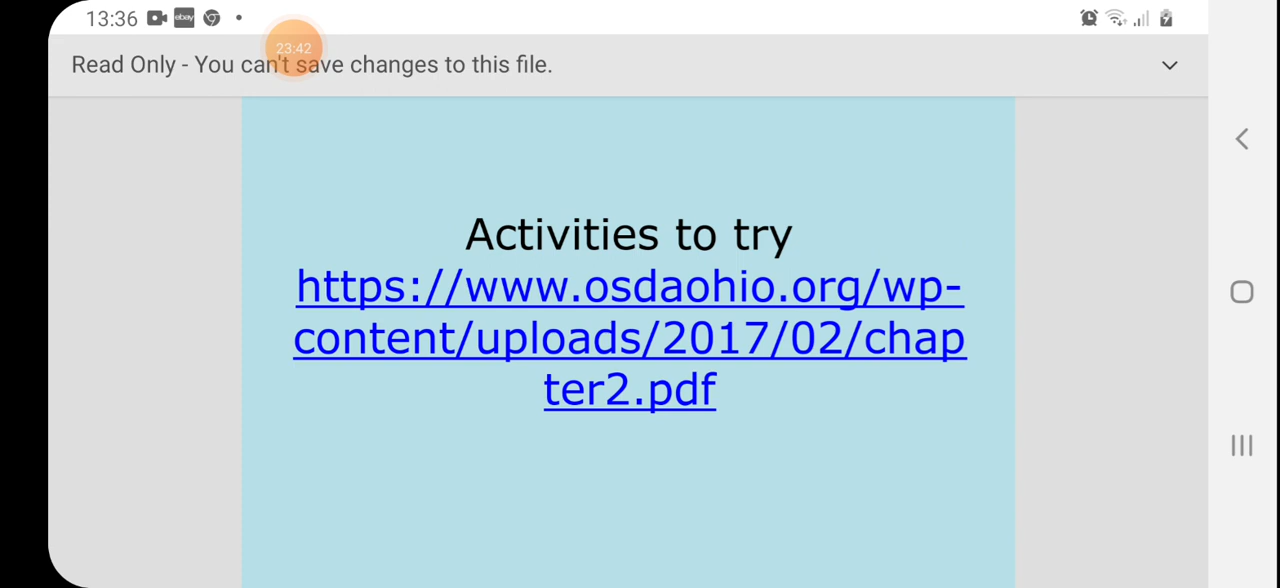 13:36 ebay
23:42
Read Only - You can't save changes to this file.
Activities to try
https://www.osdaohio.org/wp-
content/uploads/2017/02/chap
ter2.pdf